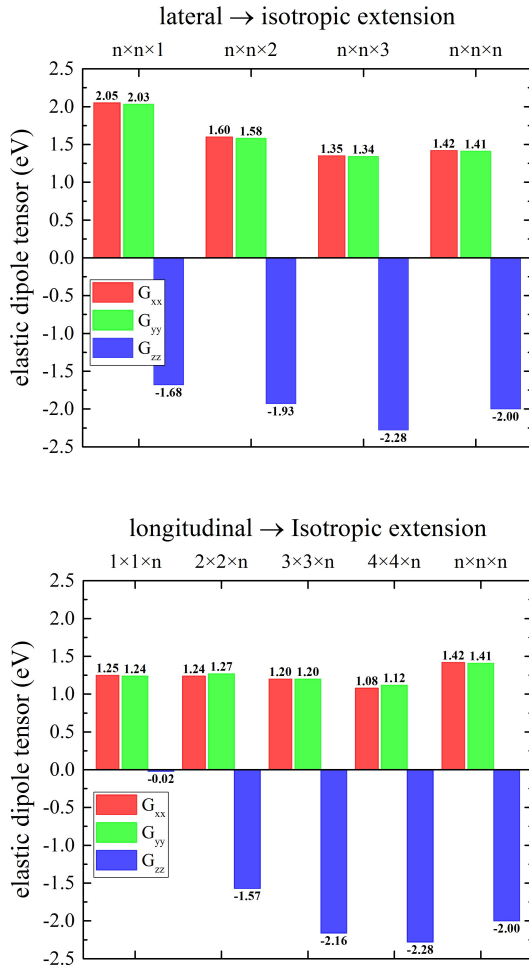 lateral → isotropic extension
n×n×1 n×n×2 n×n×3 n×n×n
elastic dipole tensor (eV)
2.5
2.0
1.5
1.0
0.5
0.0
-0.5
-1.0
-1.5
-2.0
-2.5
2.05 2.03 1.60 1.58 1.35 1.34 1.42 1.41
Gxx
Gyy
Gzz
-1.68 -1.93 -2.28 -2.00
longitudinal → Isotropic extension
1×1×n 2×2×n 3×3×n 4×4×n n×n×n
elastic dipole tensor (eV)
2.5
2.0
1.5
1.0
0.5
0.0
-0.5
-1.0
-1.5
-2.0
-2.5
1.25 1.24 1.24 1.27 1.20 1.20 1.08 1.12 1.42 1.41
Gxx
Gyy
Gzz
-0.02 -1.57 -2.16 -2.28 -2.00